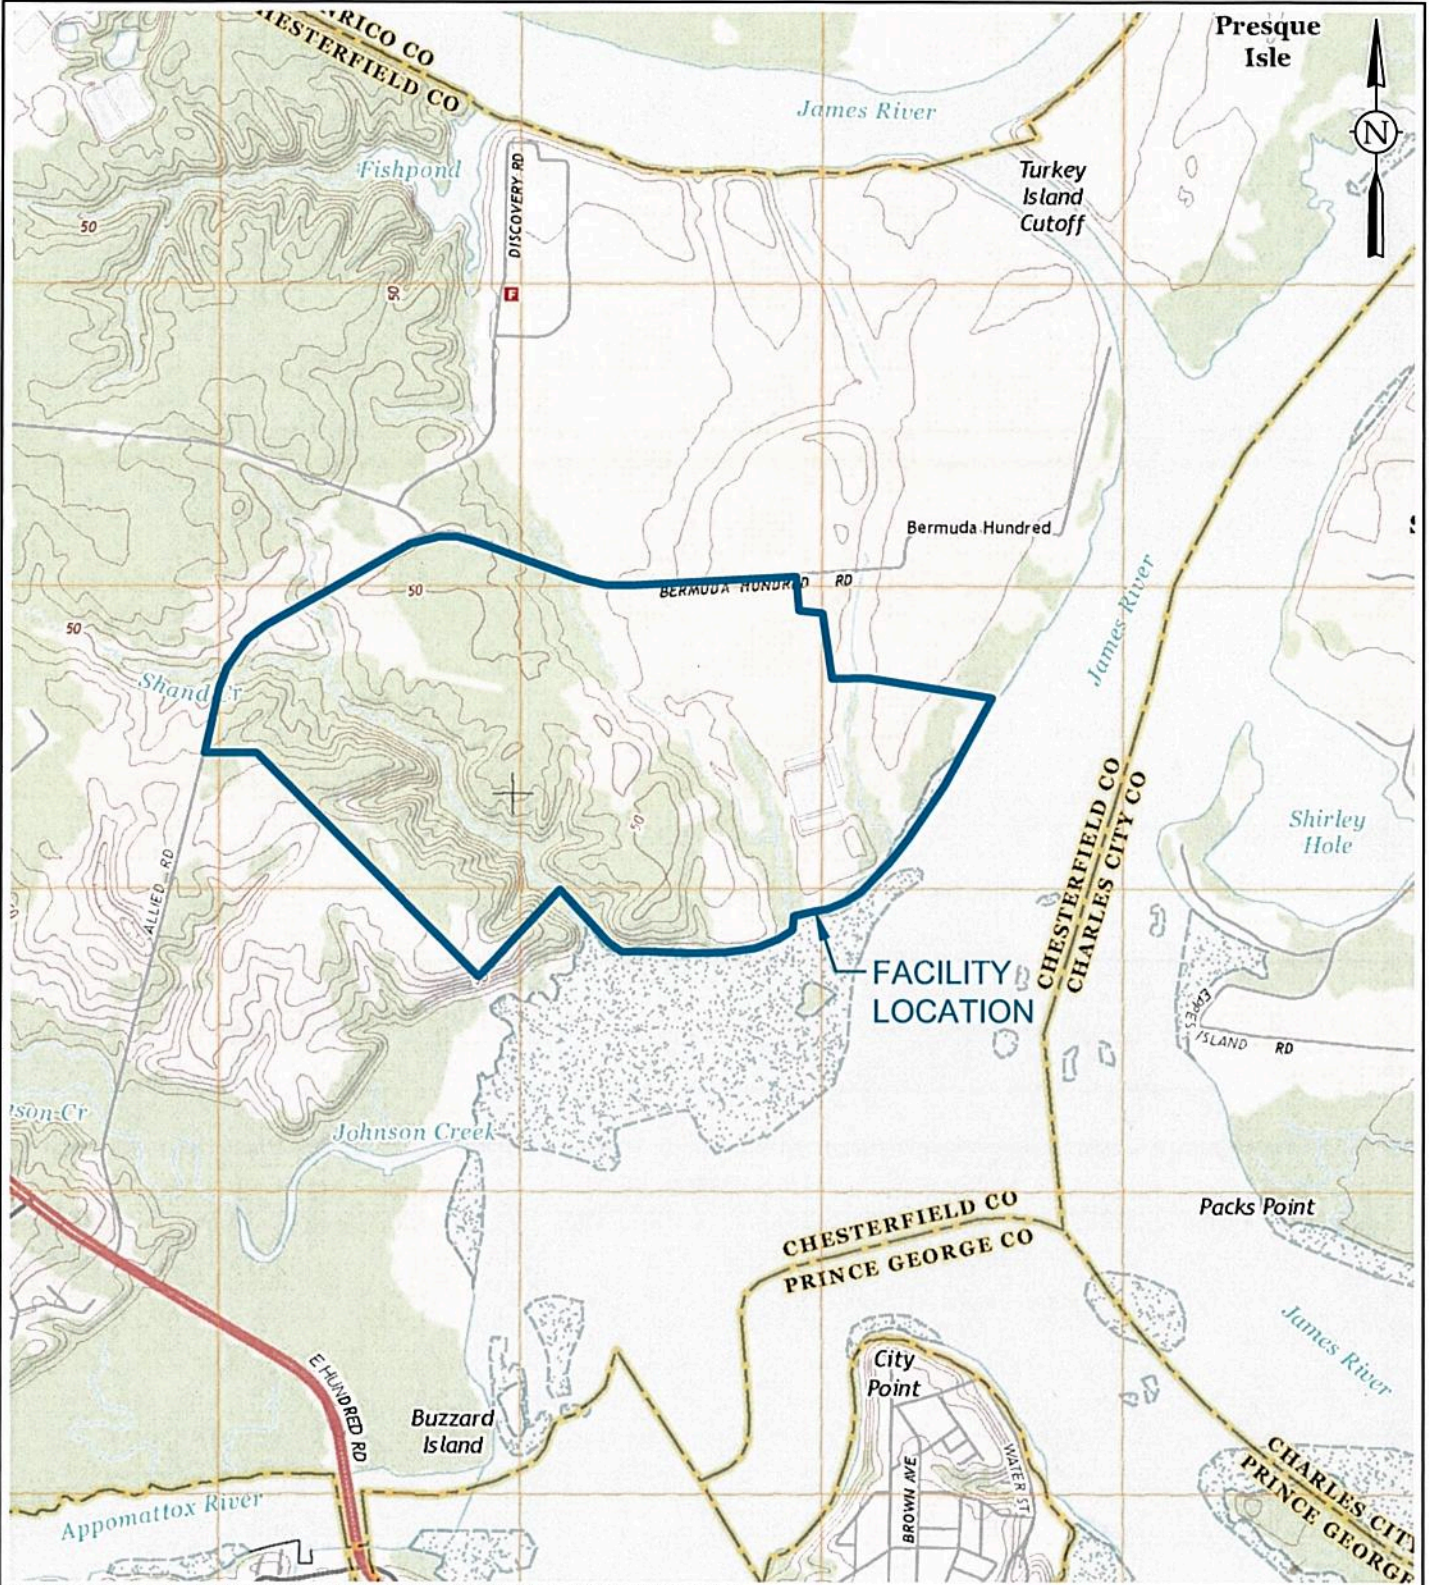 Presque
Isle
HENRICO CO
CHESTERFIELD CO
N
James River
Fishpond
DISCOVERY RD
Turkey
Island
Cutoff
50
50
F
Bermuda Hundred
BERMUDA HUNDRED RD
50
50
James River
Shand Cr
50
ALLIED RD
CHESTERFIELD CO
CHARLES CITY CO
Shirley
Hole
FACILITY
LOCATION
EPPES
ISLAND RD
son Cr
Johnson Creek
Packs Point
CHESTERFIELD CO
PRINCE GEORGE CO
James River
E HUNDRED RD
City
Point
Buzzard
Island
WATER ST
BROWN AVE
CHARLES CITY
PRINCE GEORGE
Appomattox River